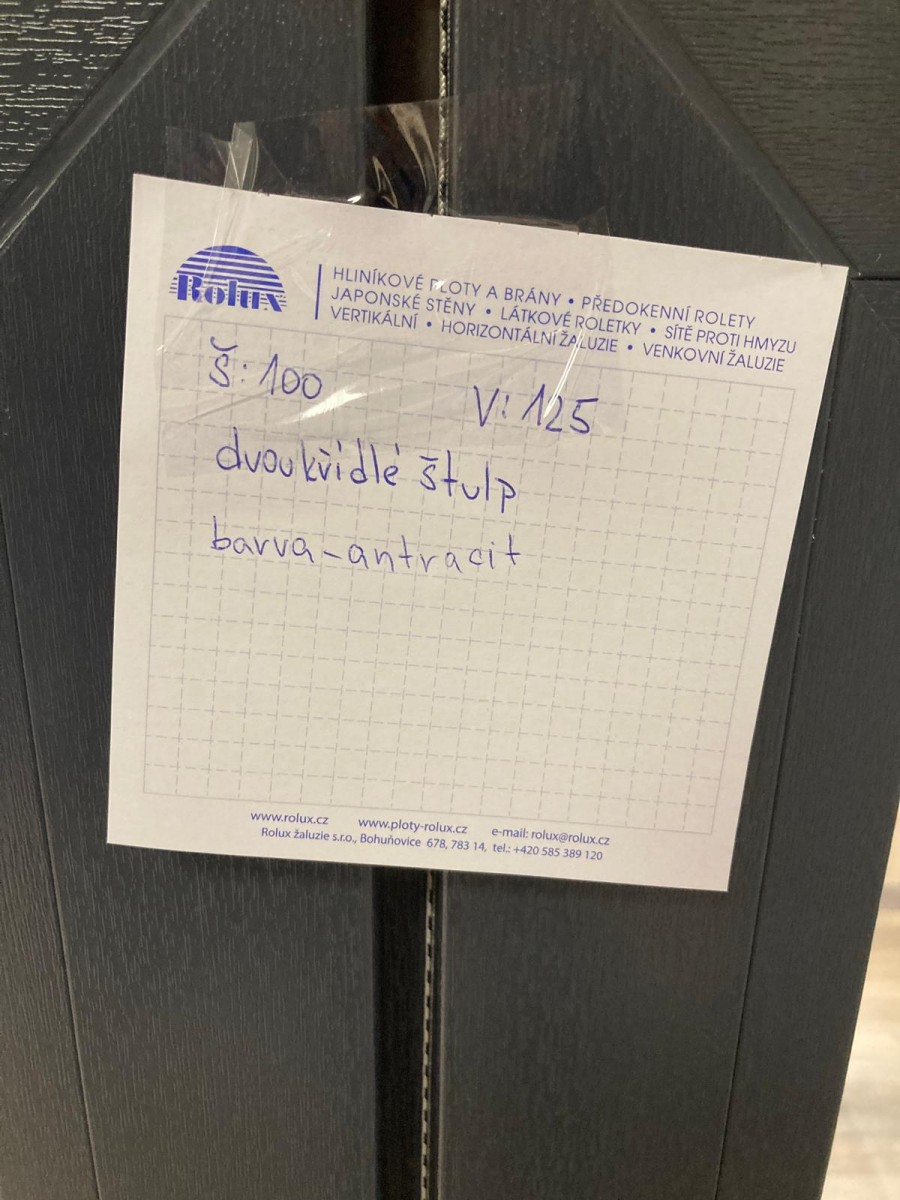 Rolux
HLINÍKOVÉ PLOTY A BRÁNY • PŘEDOKENNÍ ROLETY
JAPONSKÉ STĚNY • LÁTKOVÉ ROLETKY • SÍTĚ PROTI HMYZU
VERTIKÁLNÍ • HORIZONTÁLNÍ ŽALUZIE • VENKOVNÍ ŽALUZIE
Š: 100 V: 125
dvoukřídlé štulp
barva-antracit
www.rolux.cz www.ploty-rolux.cz e-mail: rolux@rolux.cz
Rolux žaluzie s.r.o., Bohuňovice 678, 783 14, tel.: +420 585 389 120